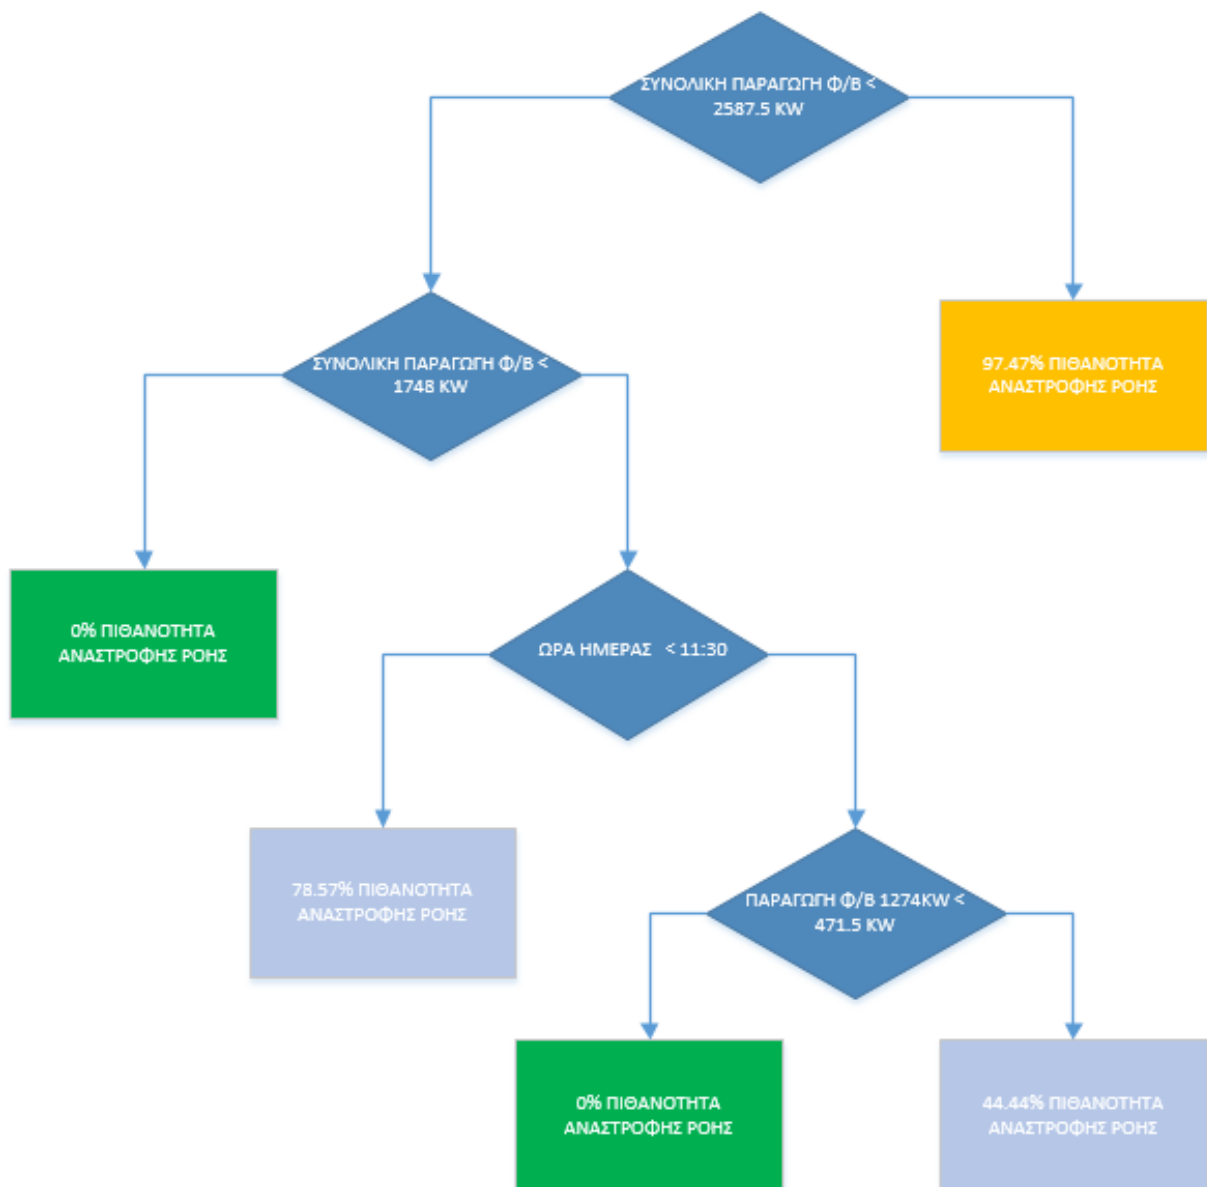 ΣΥΝΟΛΙΚΗ ΠΑΡΑΓΩΓΗ Φ/Β <
2587.5 KW
ΣΥΝΟΛΙΚΗ ΠΑΡΑΓΩΓΗ Φ/Β <
1748 KW
97.47% ΠΙΘΑΝΟΤΗΤΑ
ΑΝΑΣΤΡΟΦΗΣ ΡΟΗΣ
0% ΠΙΘΑΝΟΤΗΤΑ
ΑΝΑΣΤΡΟΦΗΣ ΡΟΗΣ
ΩΡΑ ΗΜΕΡΑΣ < 11:30
78.57% ΠΙΘΑΝΟΤΗΤΑ
ΑΝΑΣΤΡΟΦΗΣ ΡΟΗΣ
ΠΑΡΑΓΩΓΗ Φ/Β 1274KW <
471.5 KW
0% ΠΙΘΑΝΟΤΗΤΑ
ΑΝΑΣΤΡΟΦΗΣ ΡΟΗΣ
44.44% ΠΙΘΑΝΟΤΗΤΑ
ΑΝΑΣΤΡΟΦΗΣ ΡΟΗΣ